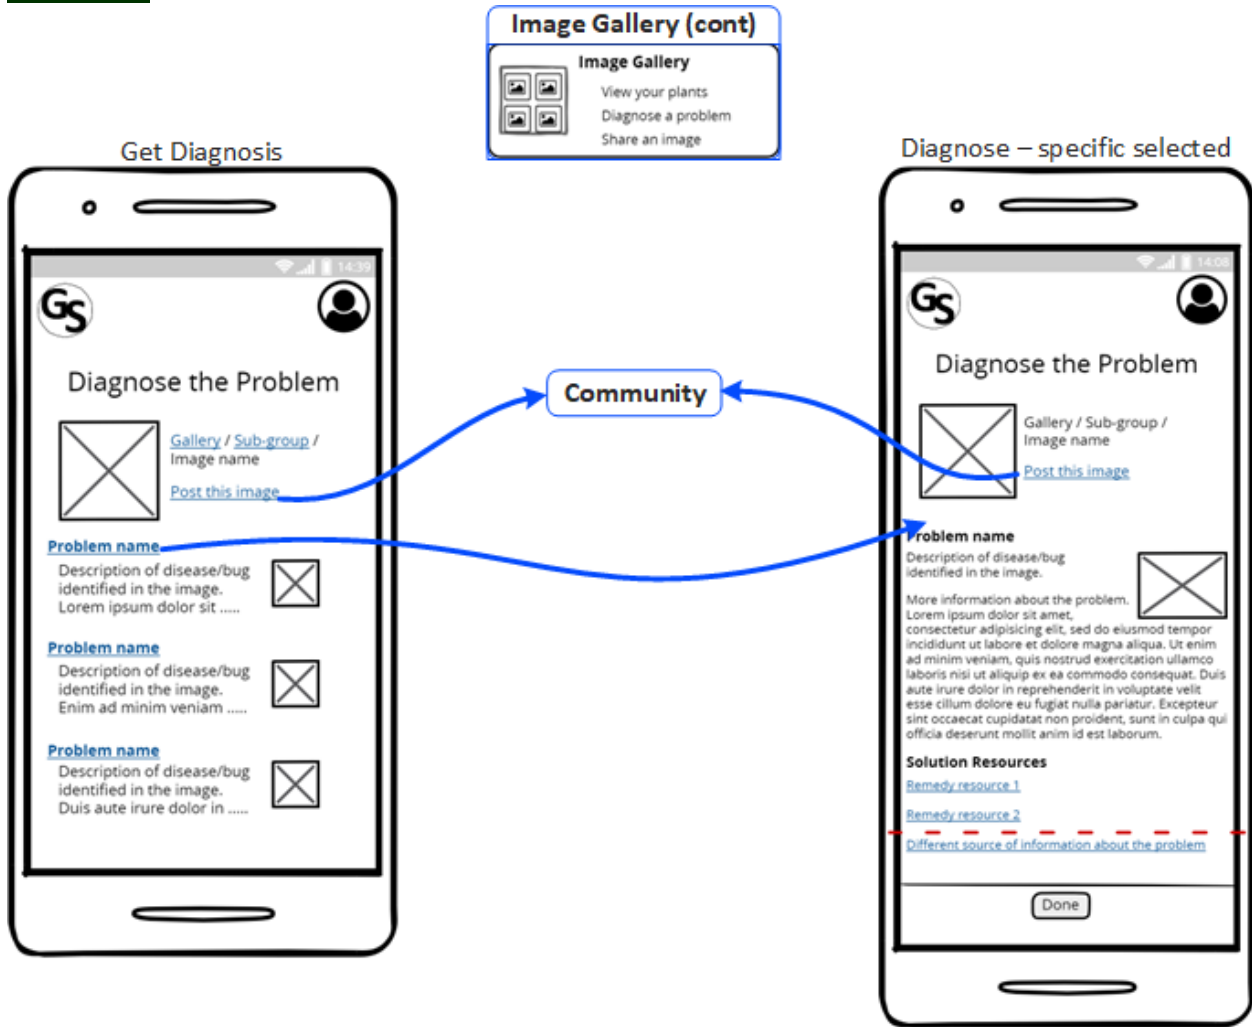 Image Gallery (cont)
Image Gallery
View your plants
Diagnose a problem
Share an image
Get Diagnosis
14:39
GS
Diagnose the Problem
Gallery / Sub-group /
Image name
Post this image
Problem name
Description of disease/bug
identified in the image.
Lorem ipsum dolor sit .....
Problem name
Description of disease/bug
identified in the image.
Enim ad minim veniam .....
Problem name
Description of disease/bug
identified in the image.
Duis aute irure dolor in .....
Community
Diagnose – specific selected
14:08
GS
Diagnose the Problem
Gallery / Sub-group /
Image name
Post this image
Problem name
Description of disease/bug
identified in the image.
More information about the problem.
Lorem ipsum dolor sit amet,
consectetur adipisicing elit, sed do eiusmod tempor
incididunt ut labore et dolore magna aliqua. Ut enim
ad minim veniam, quis nostrud exercitation ullamco
laboris nisi ut aliquip ex ea commodo consequat. Duis
aute irure dolor in reprehenderit in voluptate velit
esse cillum dolore eu fugiat nulla pariatur. Excepteur
sint occaecat cupidatat non proident, sunt in culpa qui
officia deserunt mollit anim id est laborum.
Solution Resources
Remedy resource 1
Remedy resource 2
Different source of information about the problem
Done